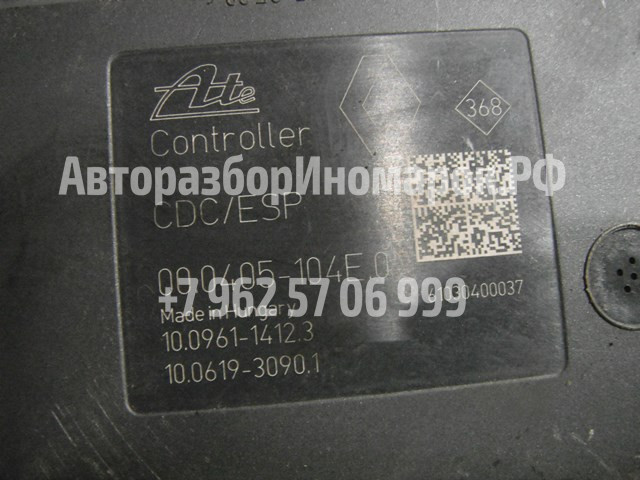 Ate
368
Controller
АвторазборИномарок.РФ
CDC/ESP
+7 962 57 06 999
61030400037
Made in Hungary
10.0961-1412.3
10.0619-3090.1